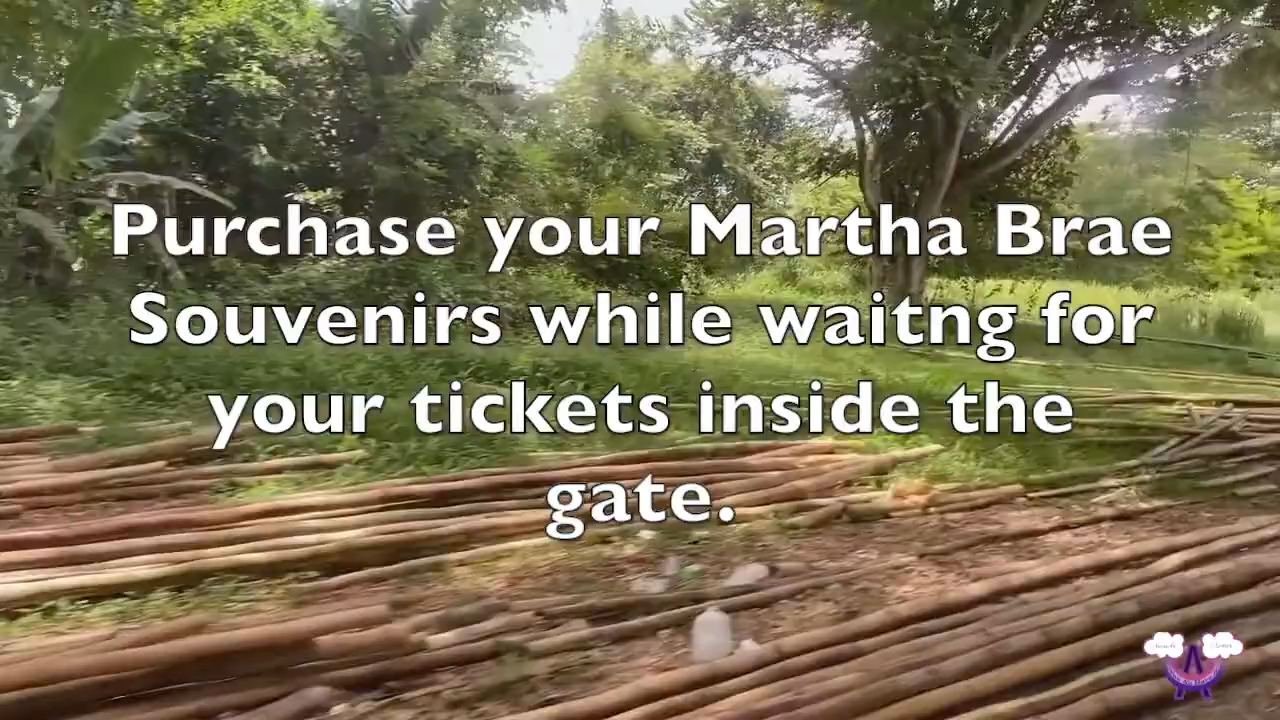 Purchase your Martha Brae
Souvenirs while waitng for
your tickets inside the
gate.